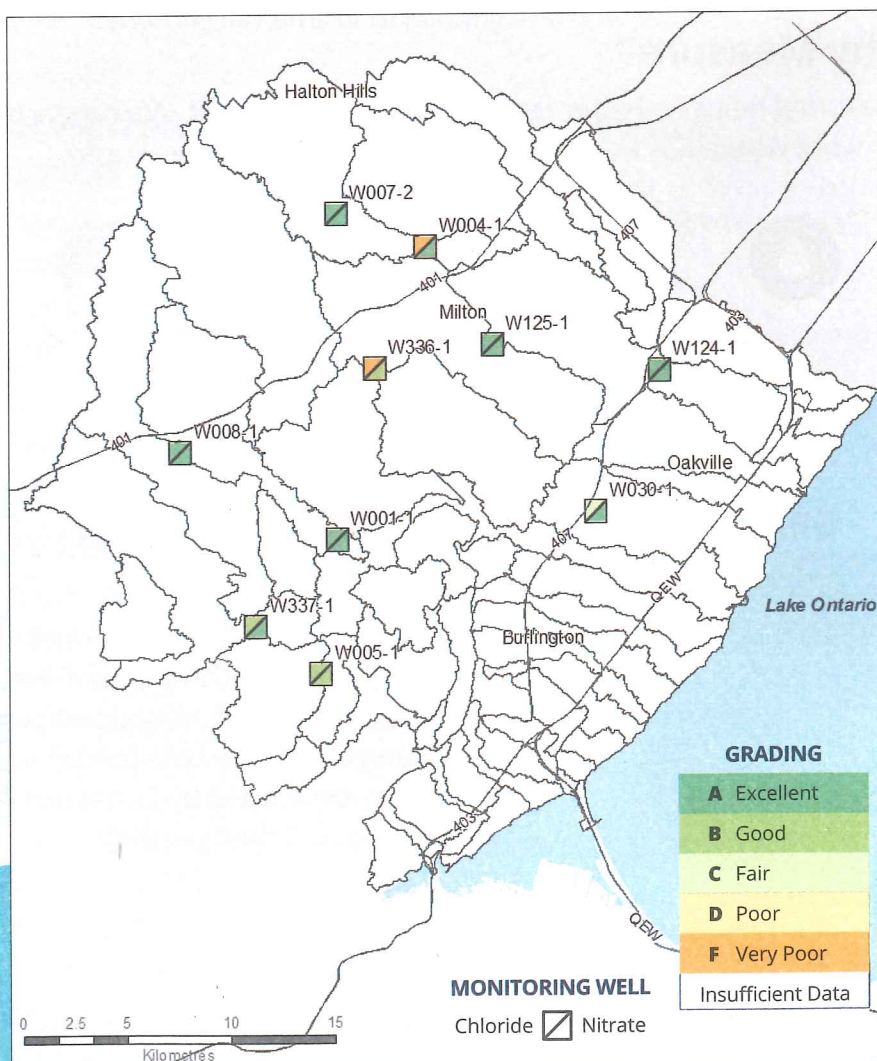 Halton Hills
W007-2
W004-1
407
401
403
Milton
W125-1
W336-1
W124-1
401
W008-1
Oakville
W030-1
W001-1
407
QEW
Lake Ontario
W337-1
Burlington
W005-1
403
QEW
GRADING
A Excellent
B Good
C Fair
D Poor
F Very Poor
Insufficient Data
MONITORING WELL
Chloride Nitrate
0 2.5 5 10 15
Kilometres